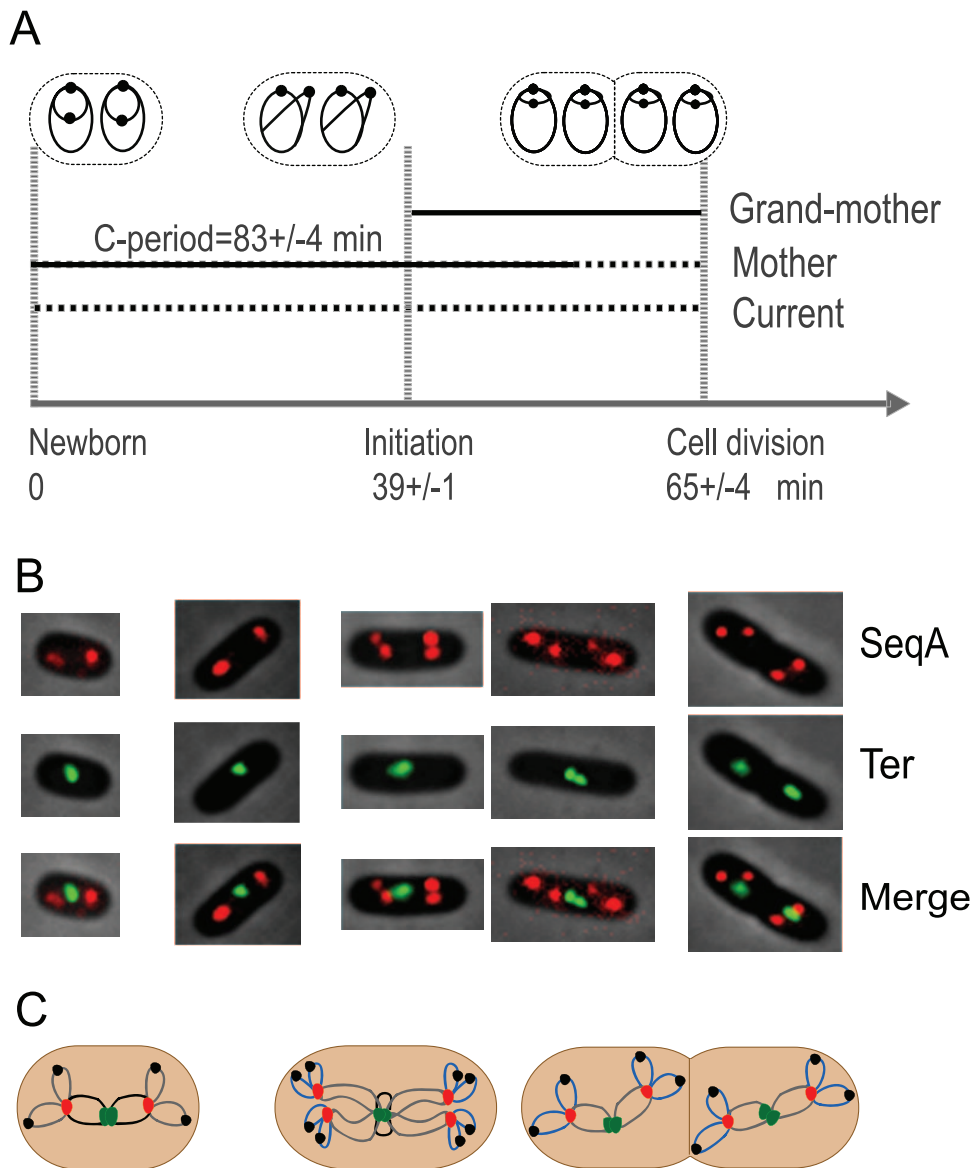 A
Grand-mother
C-period=83+/-4 min
Mother
Current
Newborn Initiation Cell division
0 39+/-1 65+/-4 min
B
SeqA
Ter
Merge
C